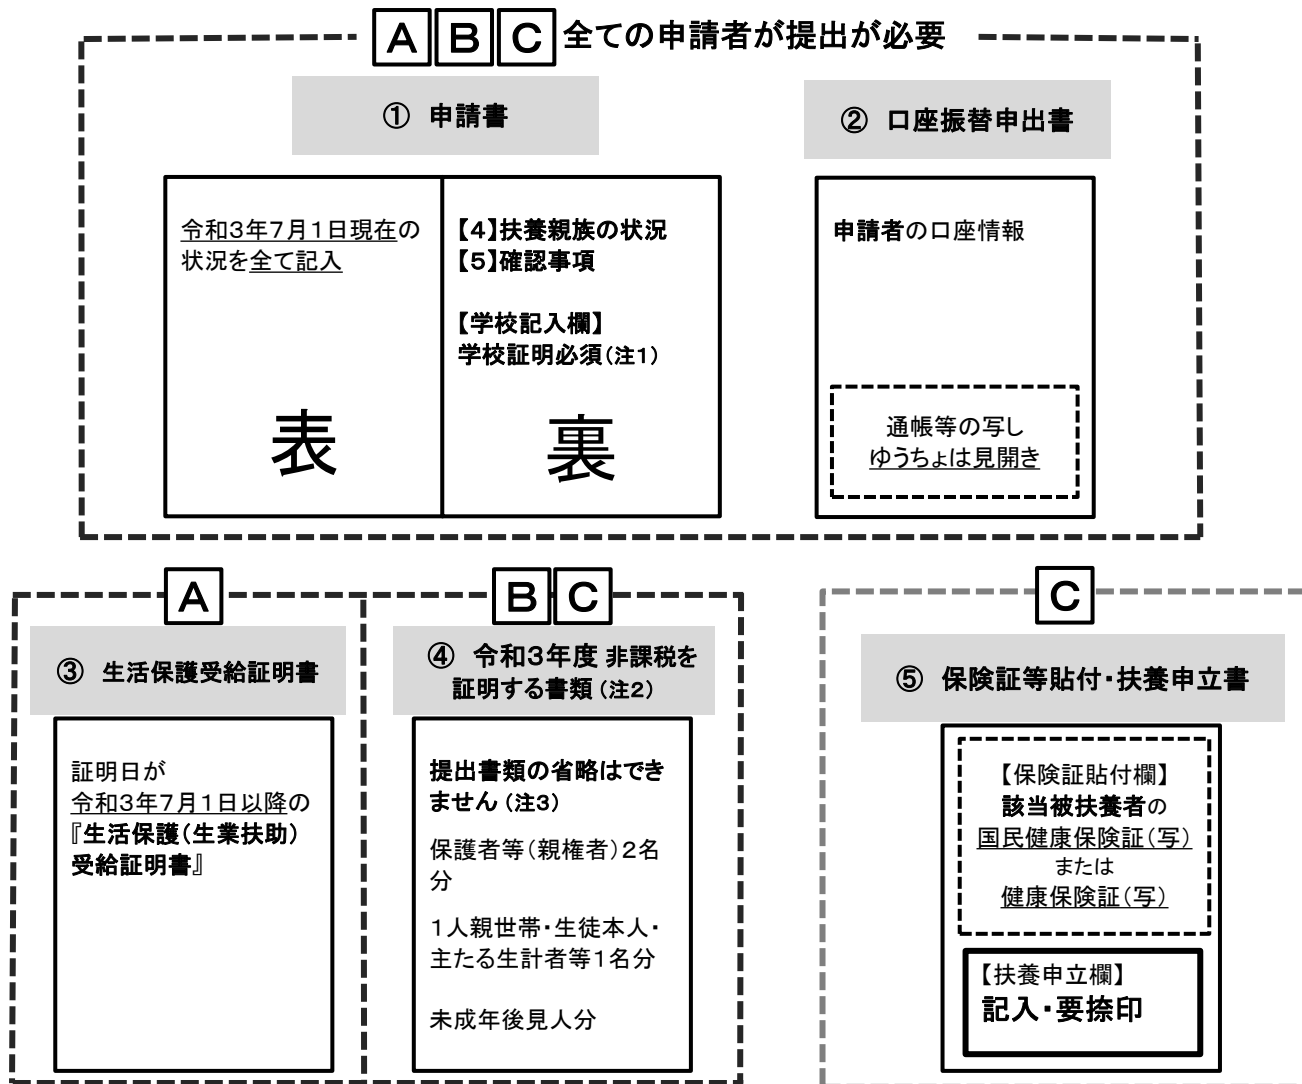 A B C 全ての申請者が提出が必要
① 申請書
令和3年7月1日現在の
状況を全て記入
表
【4】扶養親族の状況
【5】確認事項
【学校記入欄】
学校証明必須(注1)
裏
② 口座振替申出書
申請者の口座情報
通帳等の写し
ゆうちょは見開き
A
③ 生活保護受給証明書
証明日が
令和3年7月1日以降の
『生活保護(生業扶助)
受給証明書』
B C
④ 令和3年度 非課税を
証明する書類(注2)
提出書類の省略はでき
ません(注3)
保護者等(親権者)2名
分
1人親世帯・生徒本人・
主たる生計者等1名分
未成年後見人分
C
⑤ 保険証等貼付・扶養申立書
【保険証貼付欄】
該当被扶養者の
国民健康保険証(写)
または
健康保険証(写)
【扶養申立欄】
記入・要捺印